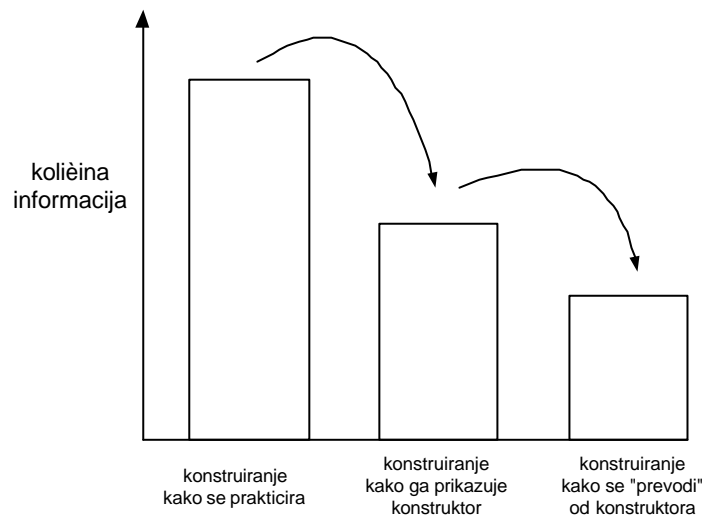 kolièina
informacija
konstruiranje
kako se prakticira
konstruiranje
kako ga prikazuje
konstruktor
konstruiranje
kako se "prevodi"
od konstruktora